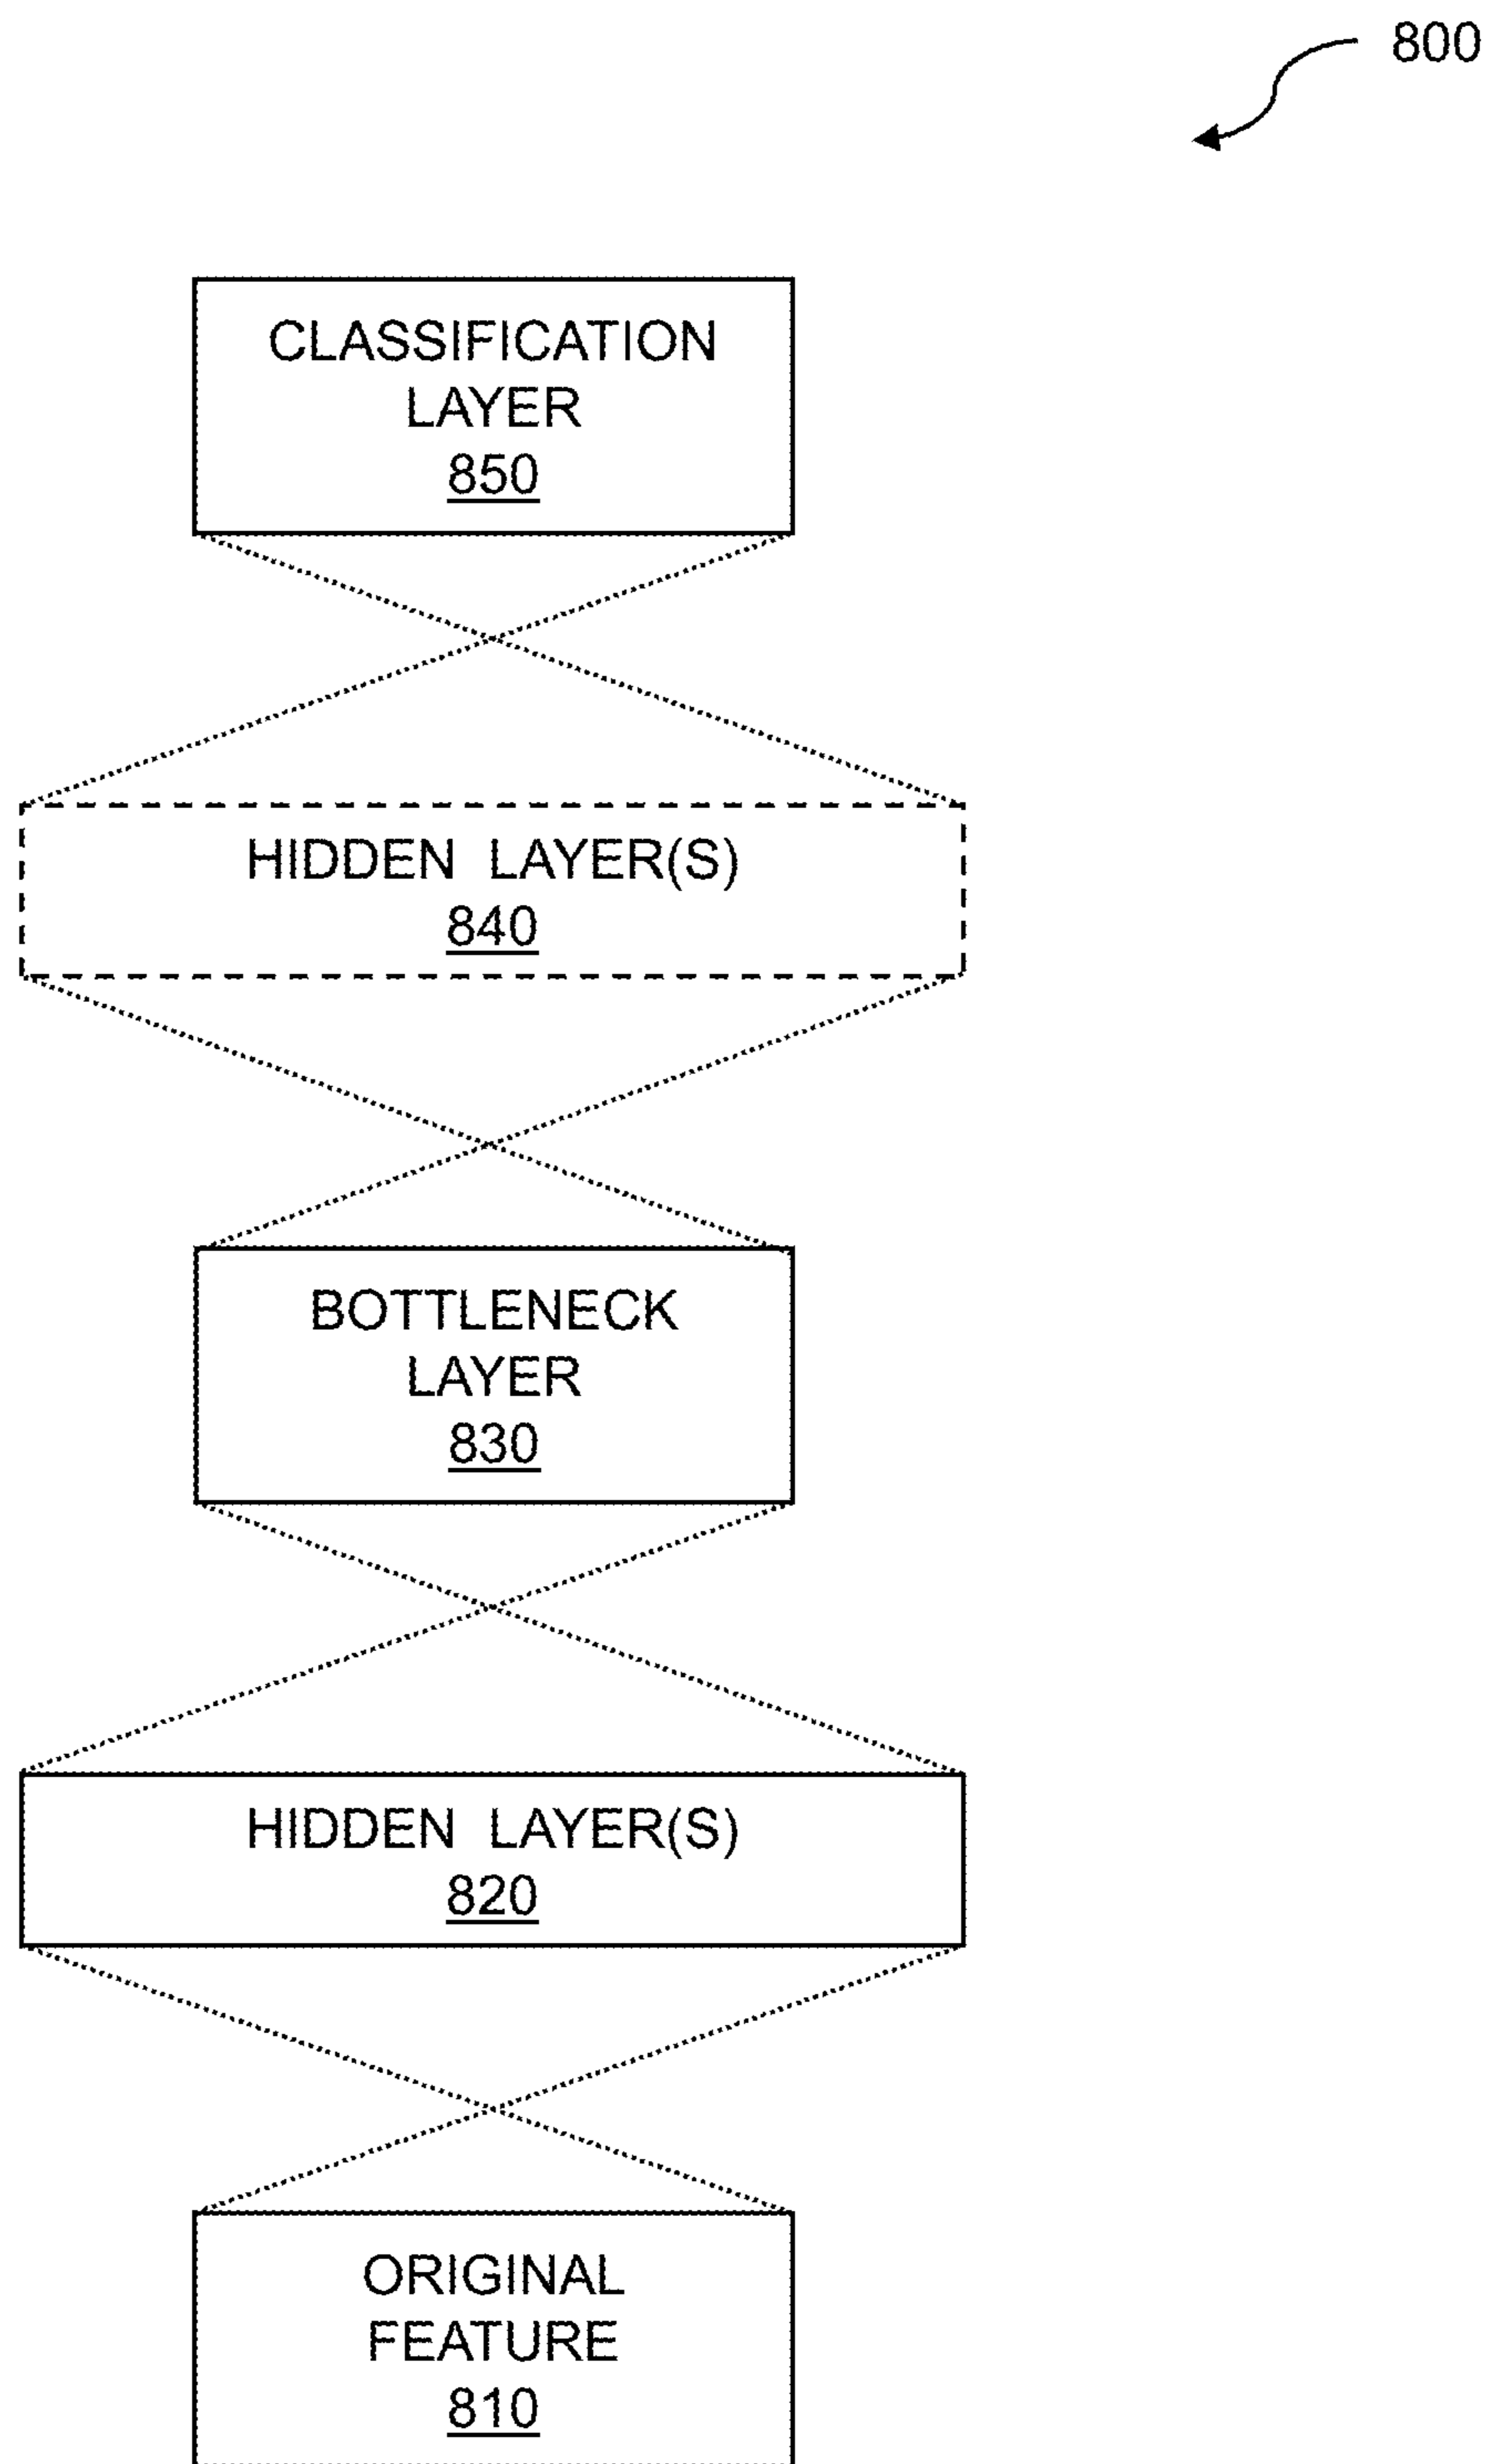 800
CLASSIFICATION
LAYER
850
HIDDEN LAYER(S)
840
BOTTLENECK
LAYER
830
HIDDEN LAYER(S)
820
ORIGINAL
FEATURE
810